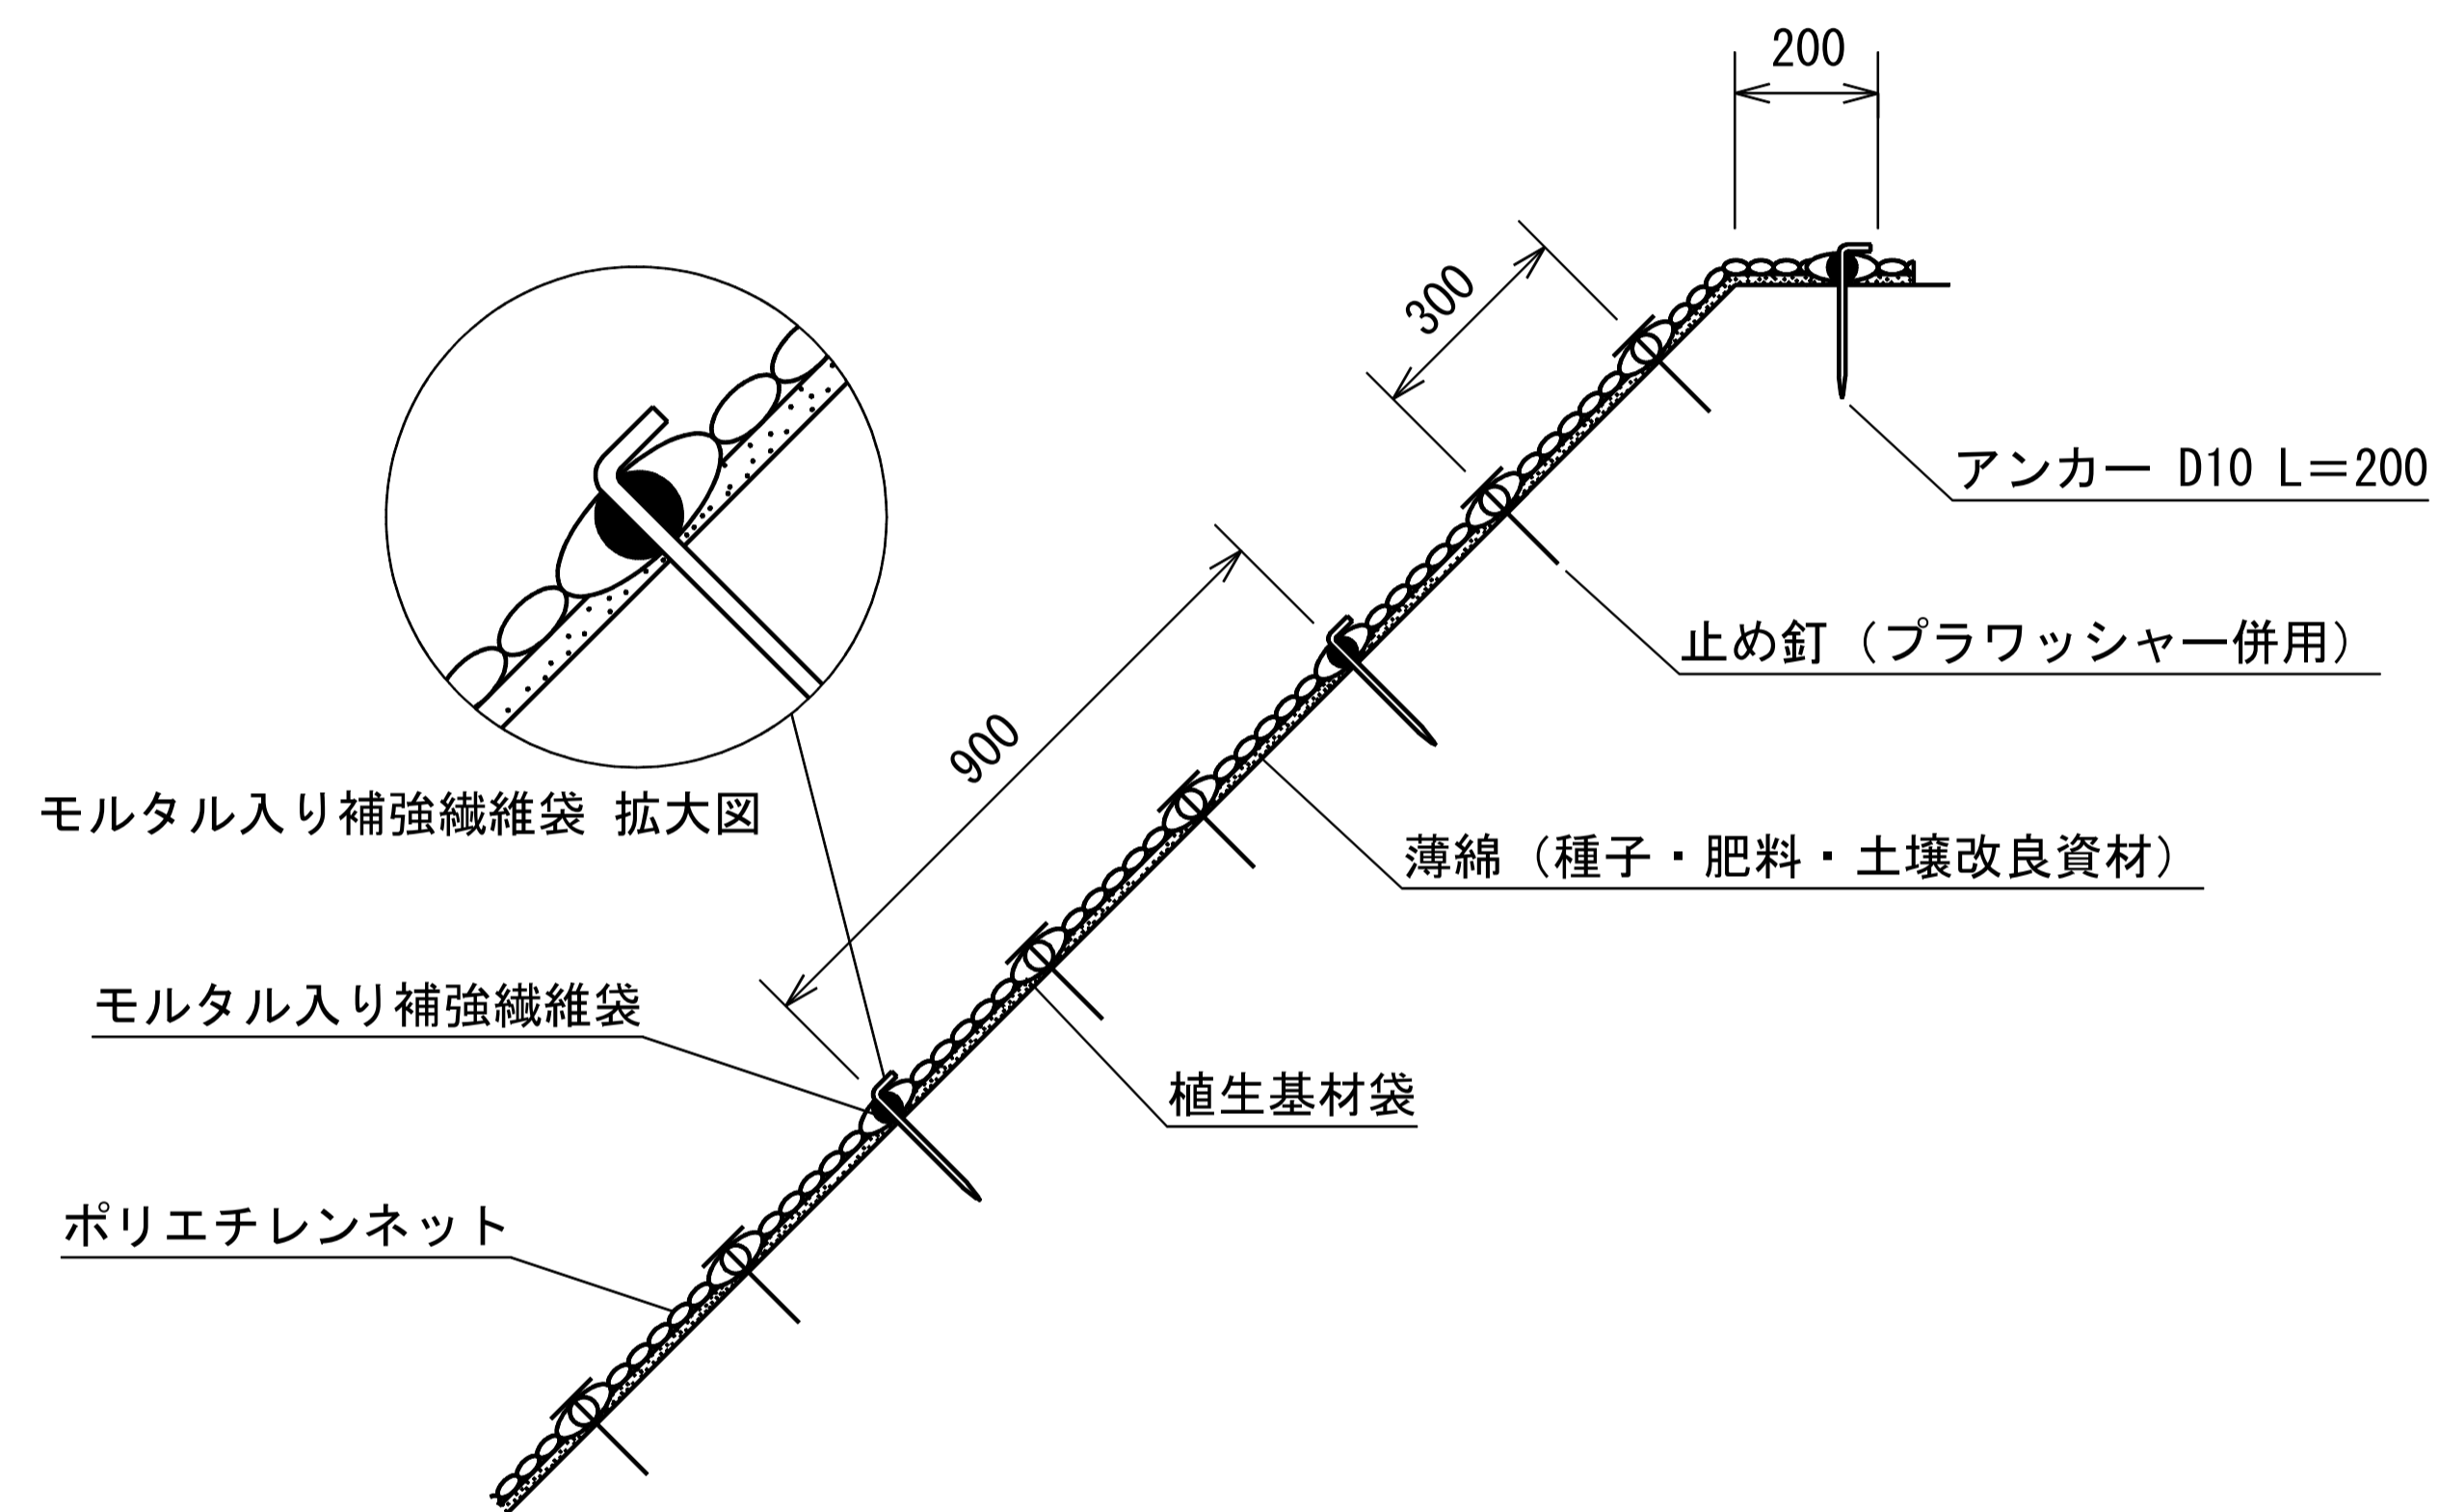 200
300
アンカー D10 L=200
止め釘（プラワッシャー併用）
900
モルタル入り補強繊維袋 拡大図
薄綿（種子・肥料・土壌改良資材）
モルタル入り補強繊維袋
植生基材袋
ポリエチレンネット